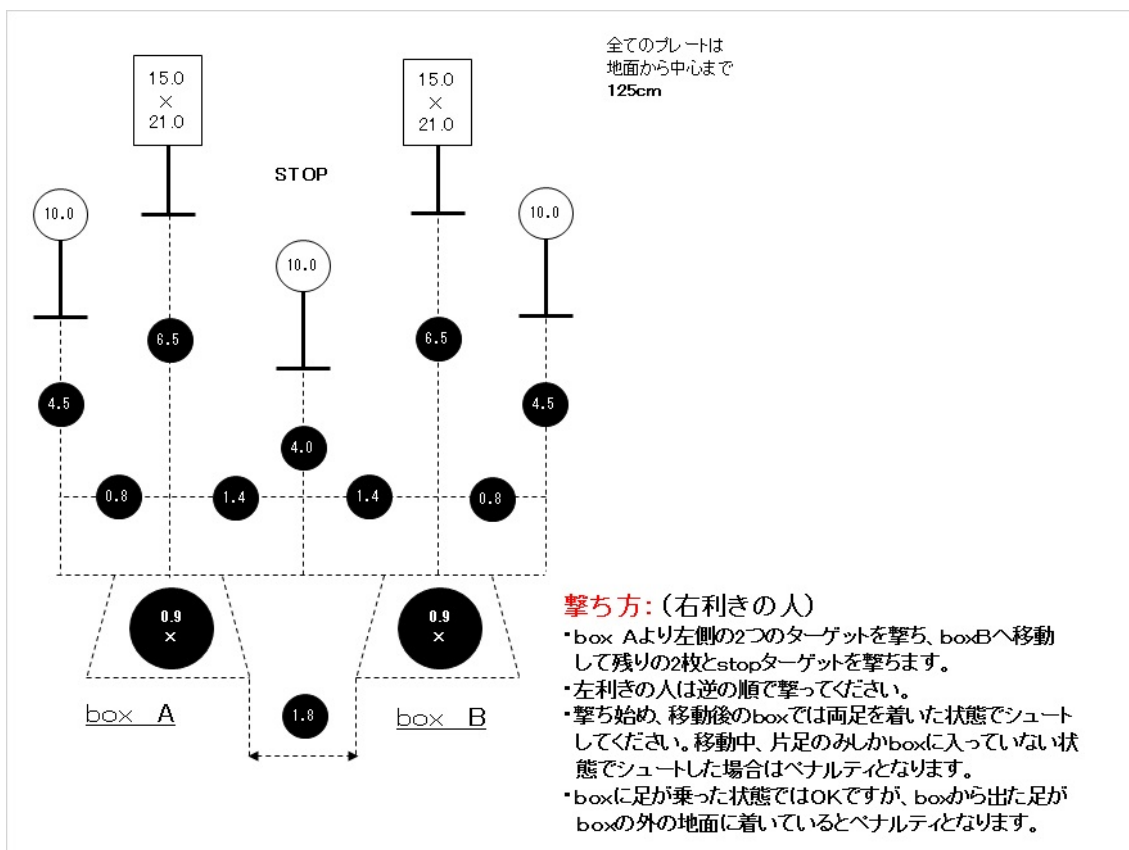 全てのプレートは
地面から中心まで
125cm
15.0
×
21.0
15.0
×
21.0
STOP
10.0
10.0
10.0
6.5
6.5
4.5
4.5
4.0
0.8
1.4
1.4
0.8
0.9
×
0.9
×
box A
1.8
box B
撃ち方:(右利きの人)
・box Aより左側の2つのターゲットを撃ち、boxBへ移動
して残りの2枚とstopターゲットを撃ちます。
・左利きの人は逆の順で撃ってください。
・撃ち始め、移動後のboxでは両足を着いた状態でシュート
してください。移動中、片足のみしかboxに入っていない状
態でシュートした場合はペナルティとなります。
・boxに足が乗った状態ではOKですが、boxから出た足が
boxの外の地面に着いているとペナルティとなります。